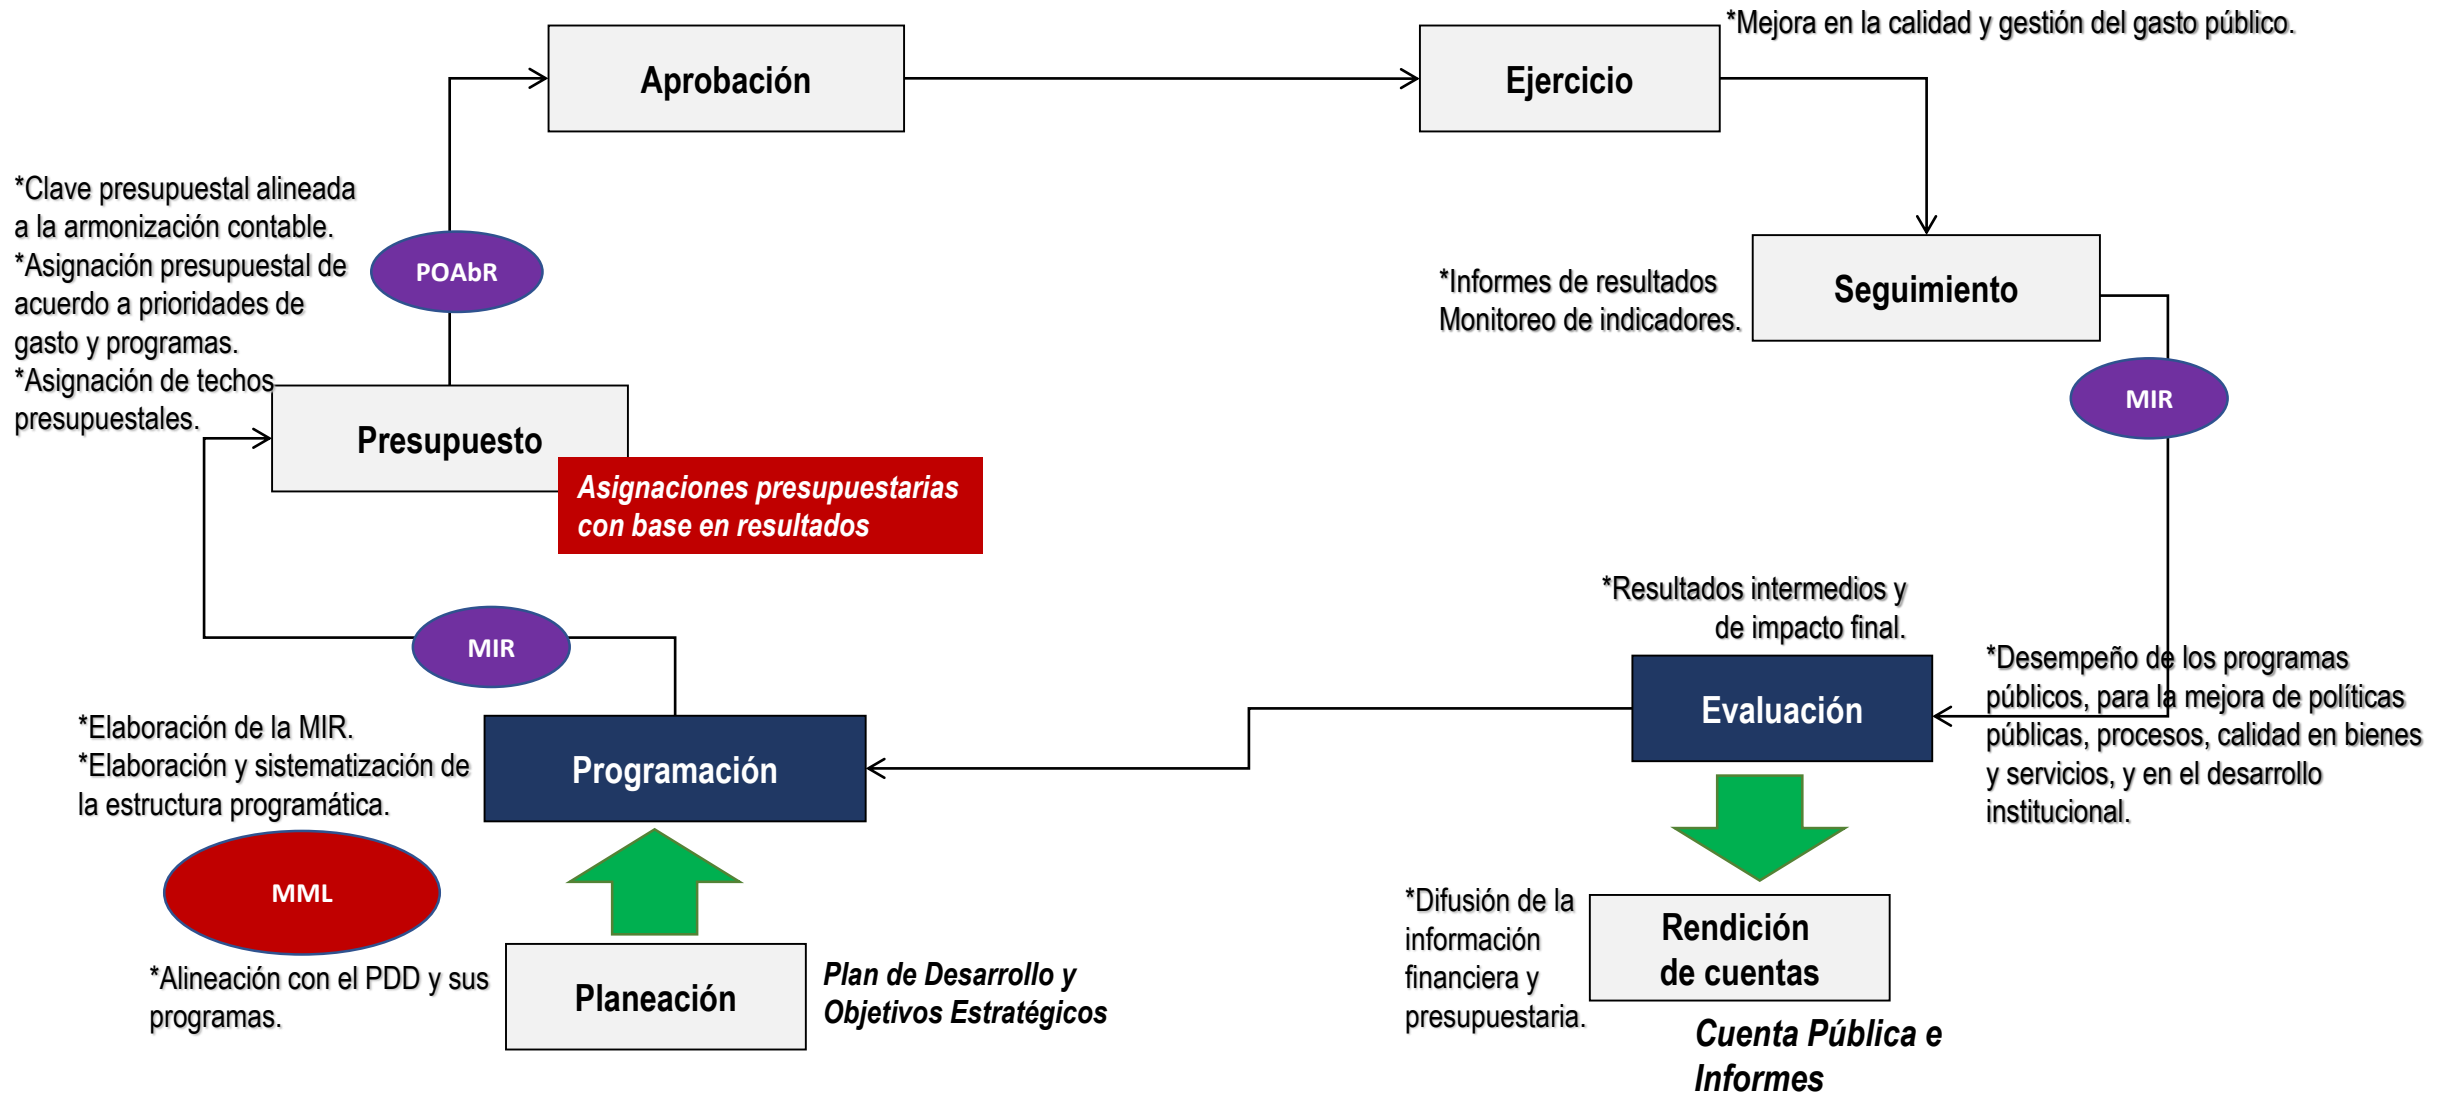 *Mejora en la calidad y gestión del gasto público.
Aprobación
Ejercicio
*Clave presupuestal alineada
a la armonización contable.
*Asignación presupuestal de
acuerdo a prioridades de
gasto y programas.
*Asignación de techos
presupuestales.
POAbR
*Informes de resultados
Monitoreo de indicadores.
Seguimiento
MIR
Presupuesto
Asignaciones presupuestarias
con base en resultados
MIR
*Resultados intermedios y
de impacto final.
Evaluación
*Desempeño de los programas
públicos, para la mejora de políticas
públicas, procesos, calidad en bienes
y servicios, y en el desarrollo
institucional.
*Elaboración de la MIR.
*Elaboración y sistematización de
la estructura programática.
Programación
MML
*Alineación con el PDD y sus
programas.
Planeación
Plan de Desarrollo y
Objetivos Estratégicos
*Difusión de la
información
financiera y
presupuestaria.
Rendición
de cuentas
Cuenta Pública e
Informes